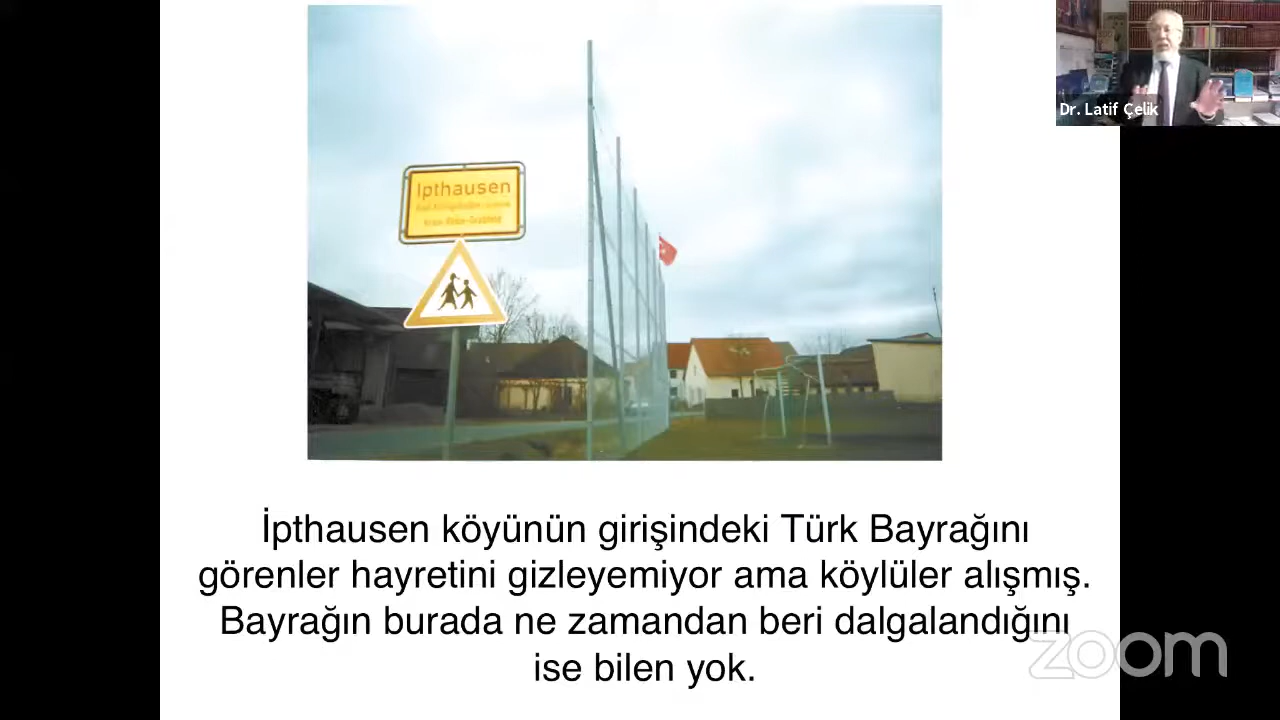 Dr. Latif Çelik
Ipthausen
İpthausen köyünün girişindeki Türk Bayrağını
görenler hayretini gizleyemiyor ama köylüler alışmış.
Bayrağın burada ne zamandan beri dalgalandığını
ise bilen yok.
zoom